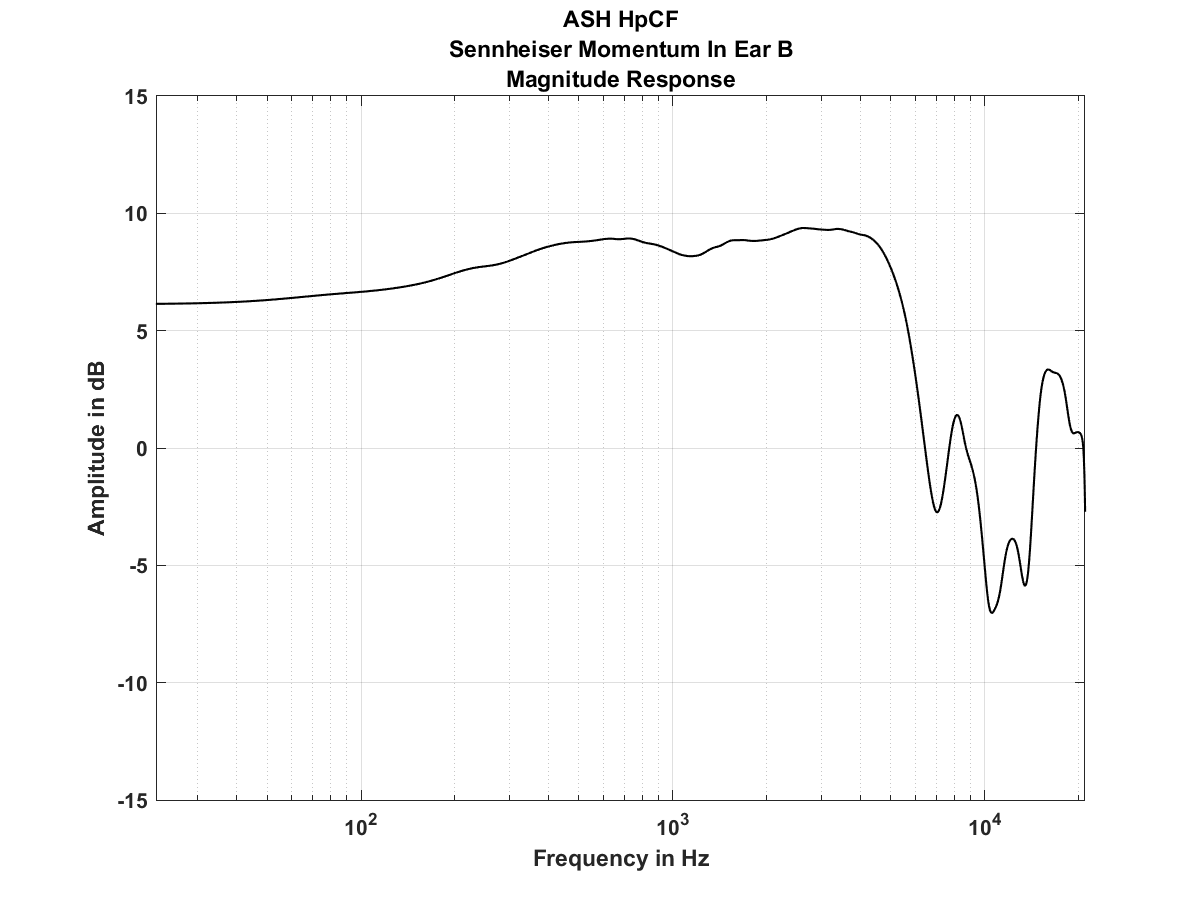 ASH HpCF
Sennheiser Momentum In Ear B
Magnitude Response
15
10
5
0
-5
-10
-15
Amplitude in dB
10^2
10^3
10^4
Frequency in Hz